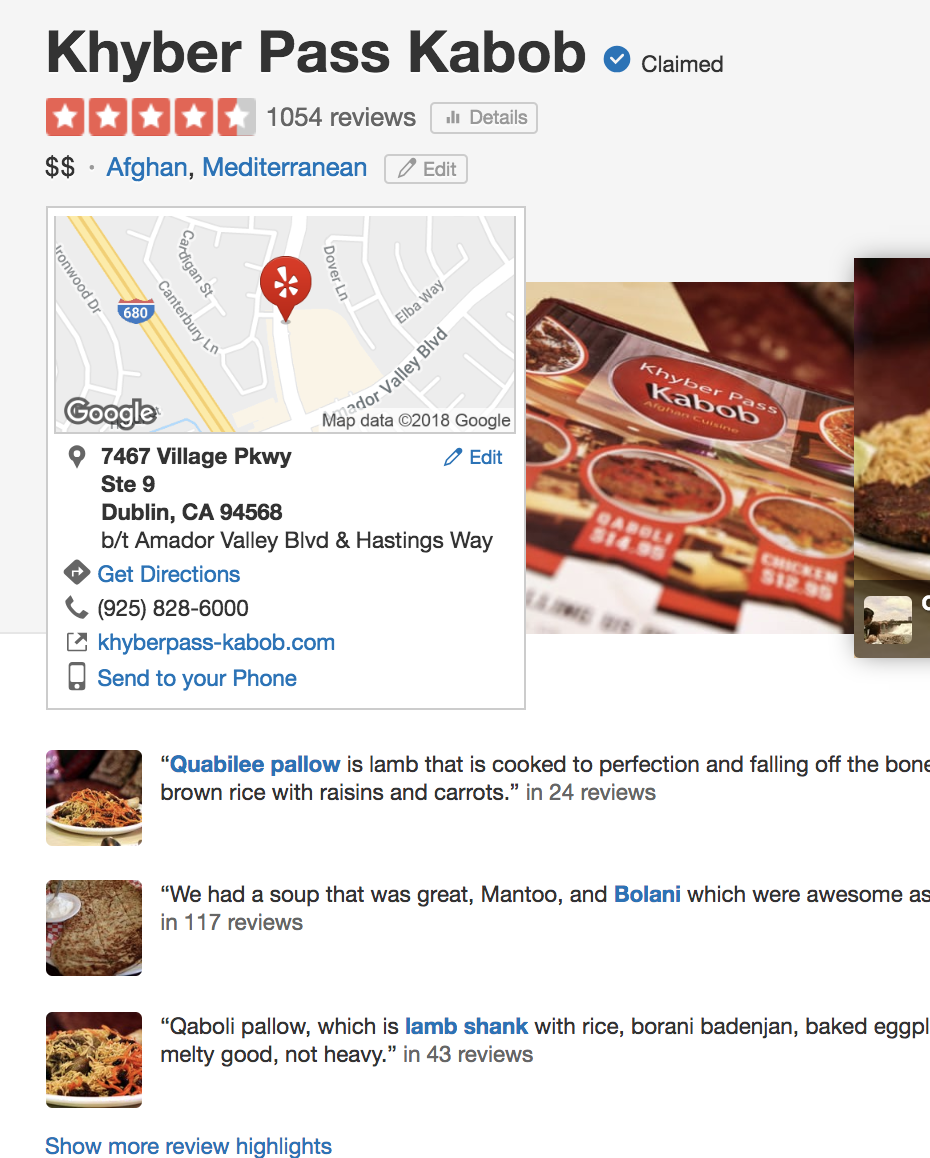 Khyber Pass Kabob Claimed
1054 reviews Details
$$ · Afghan, Mediterranean Edit
Ironwood Dr
Cardigan St
Canterbury Ln
680
Dover Ln
Elba Way
Amador Valley Blvd
Google
Map data ©2018 Google
7467 Village Pkwy Edit
Ste 9
Dublin, CA 94568
b/t Amador Valley Blvd & Hastings Way
Get Directions
(925) 828-6000
khyberpass-kabob.com
Send to your Phone
Khyber Pass
Kabob
Afghan Cuisine
QABOLI
$14.95
CHICKEN
$12.95
“Quabilee pallow is lamb that is cooked to perfection and falling off the bone
brown rice with raisins and carrots.” in 24 reviews
“We had a soup that was great, Mantoo, and Bolani which were awesome as
in 117 reviews
“Qaboli pallow, which is lamb shank with rice, borani badenjan, baked eggpl
melty good, not heavy.” in 43 reviews
Show more review highlights